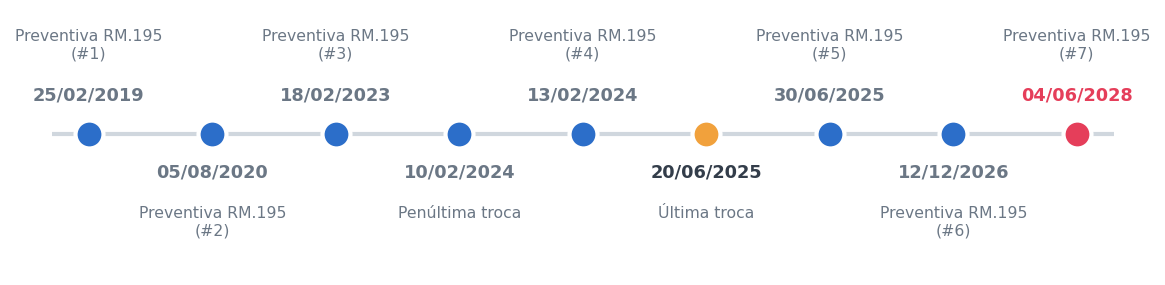 Preventiva RM.195
(#1)
25/02/2019
05/08/2020
Preventiva RM.195
(#2)
Preventiva RM.195
(#3)
18/02/2023
10/02/2024
Penúltima troca
Preventiva RM.195
(#4)
13/02/2024
20/06/2025
Última troca
Preventiva RM.195
(#5)
30/06/2025
12/12/2026
Preventiva RM.195
(#6)
Preventiva RM.195
(#7)
04/06/2028